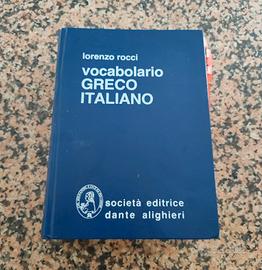 lorenzo rocci
vocabolario
GRECO
ITALIANO
società editrice
dante alighieri